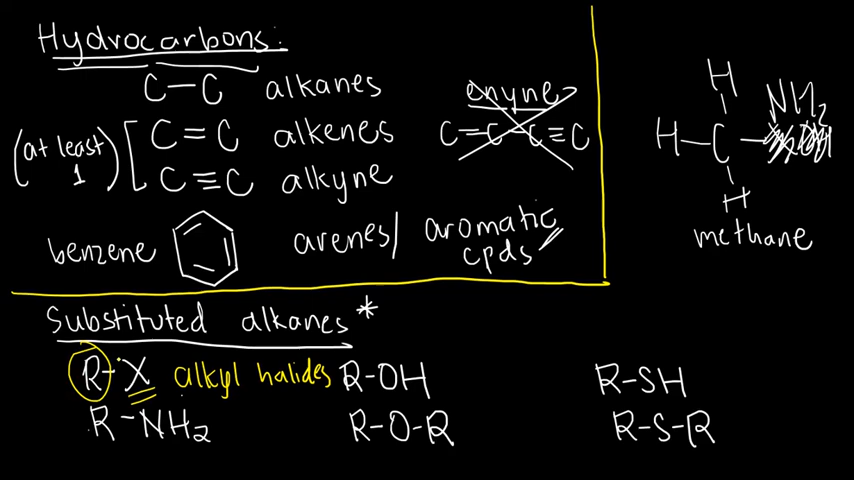 Hydrocarbons:
C-C alkanes
(at least 1) C=C alkenes
C≡C alkyne
enyne
C=C-C≡C
benzene arenes/ aromatic cpds
H
H-C-NH2
H
methane
Substituted alkanes *
R-X alkyl halides
R-OH
R-SH
R-NH2
R-O-R
R-S-R